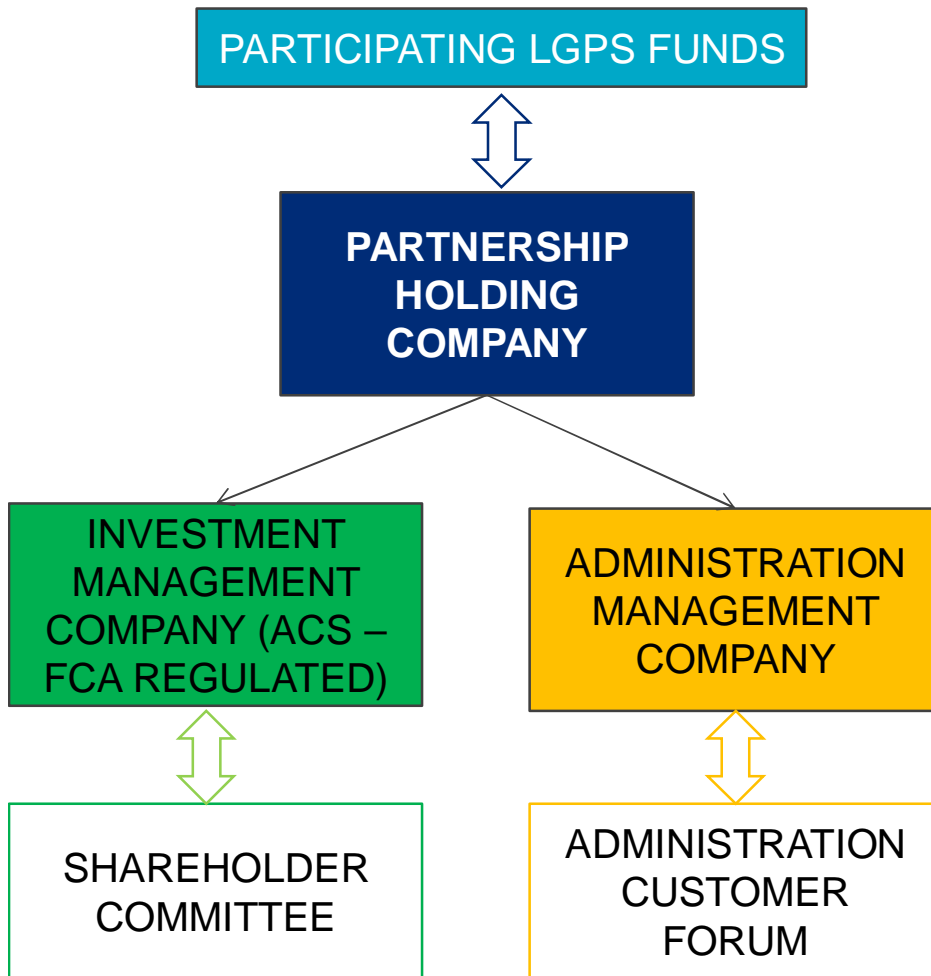 PARTICIPATING LGPS FUNDS
PARTNERSHIP
HOLDING
COMPANY
INVESTMENT
MANAGEMENT
COMPANY (ACS –
FCA REGULATED)
ADMINISTRATION
MANAGEMENT
COMPANY
SHAREHOLDER
COMMITTEE
ADMINISTRATION
CUSTOMER
FORUM